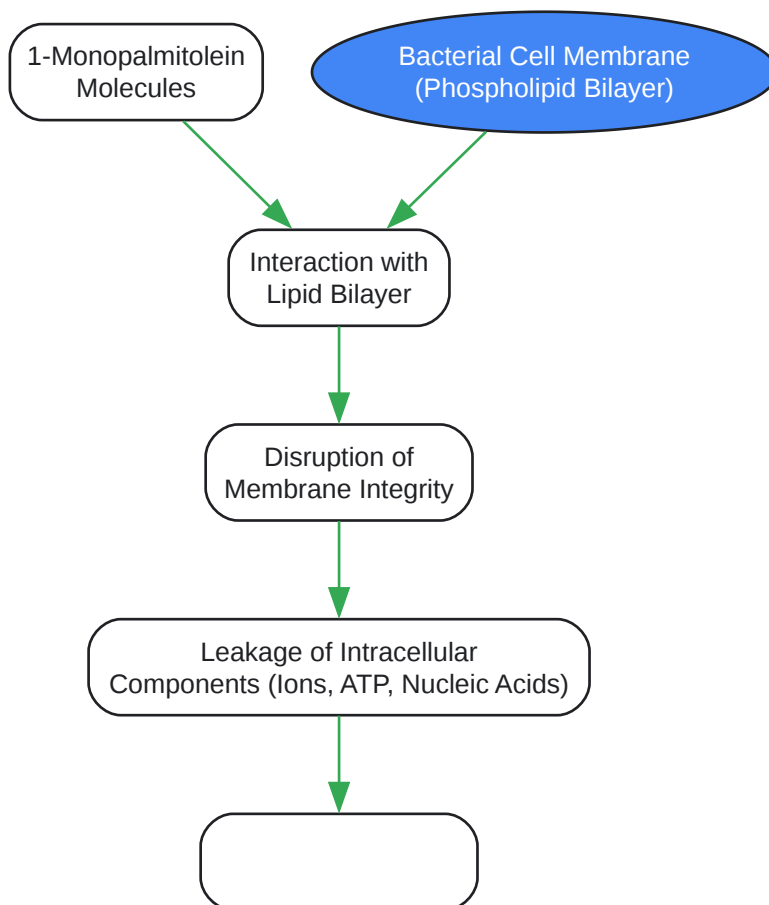 1-Monopalmitolein
Molecules
Bacterial Cell Membrane
(Phospholipid Bilayer)
Interaction with
Lipid Bilayer
Disruption of
Membrane Integrity
Leakage of Intracellular
Components (Ions, ATP, Nucleic Acids)